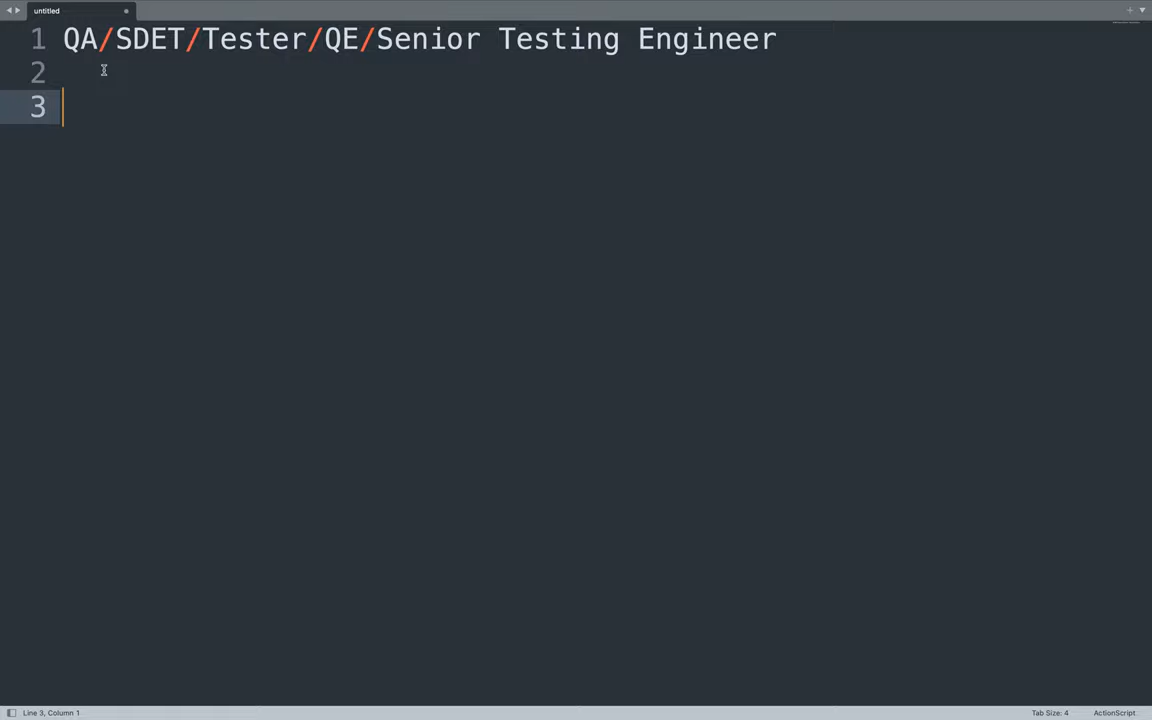 untitled
1 QA/SDET/Tester/QE/Senior Testing Engineer
2
3
Line 3, Column 1
Tab Size: 4
ActionScript